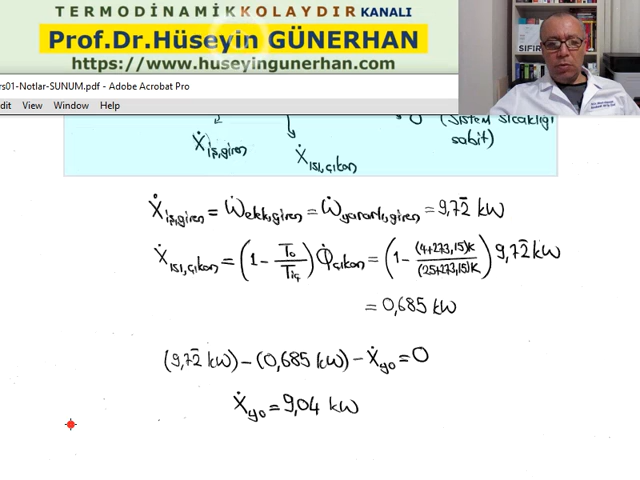 TERMODİNAMİKKOLAYDIR KANALI
Prof.Dr.Hüseyin GÜNERHAN
https://www.huseyingunerhan.com
SIFIR
rs01-Notlar-SUNUM.pdf - Adobe Acrobat Pro
dit View Window Help
0 (Sistem sıcaklığı
sabit)
Ẋiş,giren
Ẋısı,çıkan
Ẋiş,giren = Ẇelek,giren = Ẇyararlı,giren = 9,72 kW
Ẋısı,çıkan = (1 - To/Tiç) Q̇çıkan = (1 - (4+273,15)K/(25+273,15)K) 9,72 kW
= 0,685 kW
(9,72 kW) - (0,685 kW) - Ẋyo = 0
Ẋyo = 9,04 kW